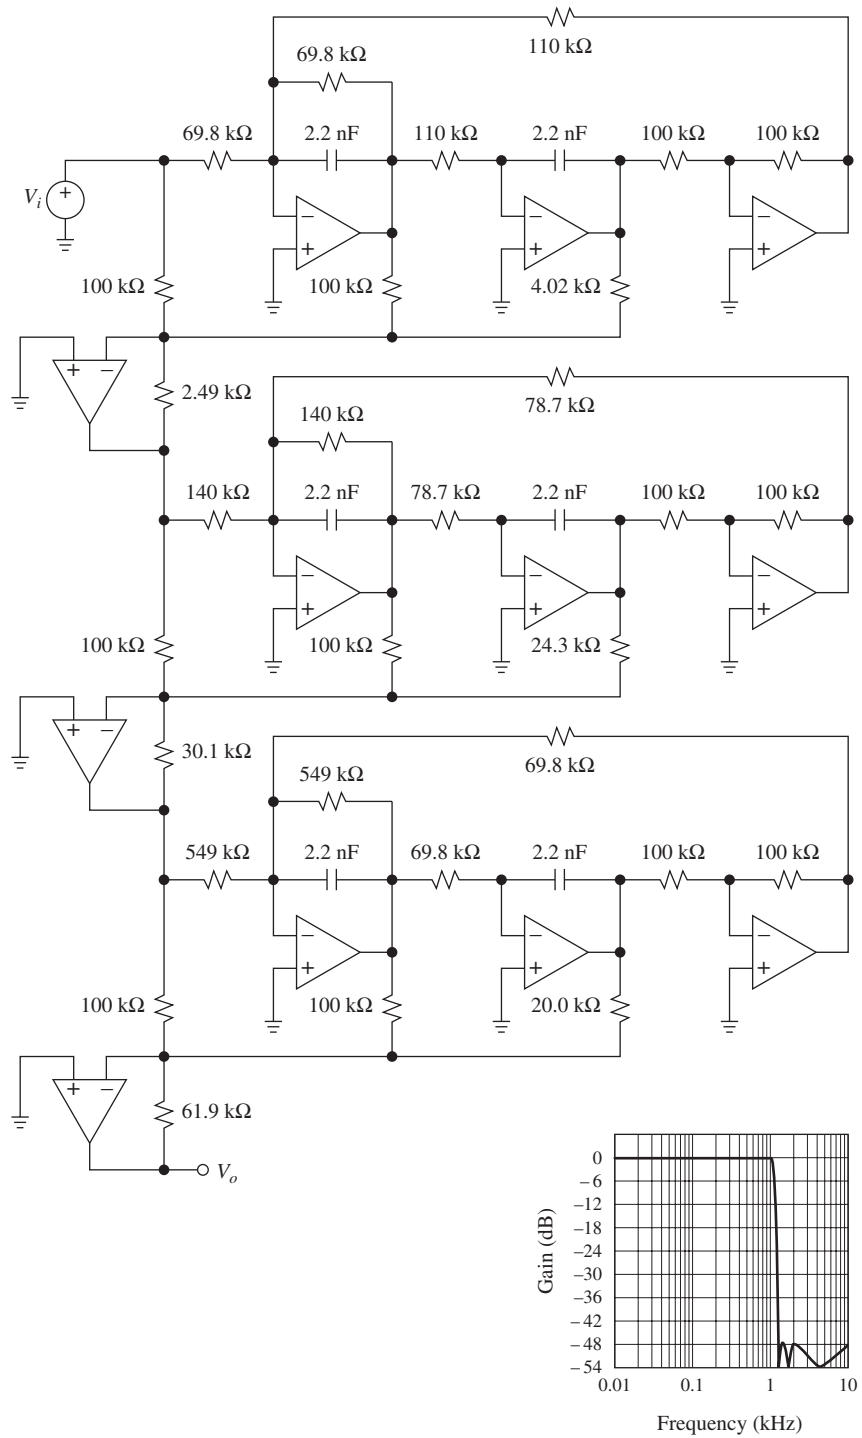 110 kΩ
69.8 kΩ
69.8 kΩ 2.2 nF 110 kΩ 2.2 nF 100 kΩ 100 kΩ
+
Vi
− − −
+ + +
100 kΩ 100 kΩ 4.02 kΩ
+ −
2.49 kΩ
78.7 kΩ
140 kΩ
140 kΩ 2.2 nF 78.7 kΩ 2.2 nF 100 kΩ 100 kΩ
− − −
+ + +
100 kΩ 100 kΩ 24.3 kΩ
+ −
30.1 kΩ
69.8 kΩ
549 kΩ
549 kΩ 2.2 nF 69.8 kΩ 2.2 nF 100 kΩ 100 kΩ
− − −
+ + +
100 kΩ 100 kΩ 20.0 kΩ
+ −
61.9 kΩ
Vo
Gain (dB)
0
−6
−12
−18
−24
−30
−36
−42
−48
−54
0.01 0.1 1 10
Frequency (kHz)